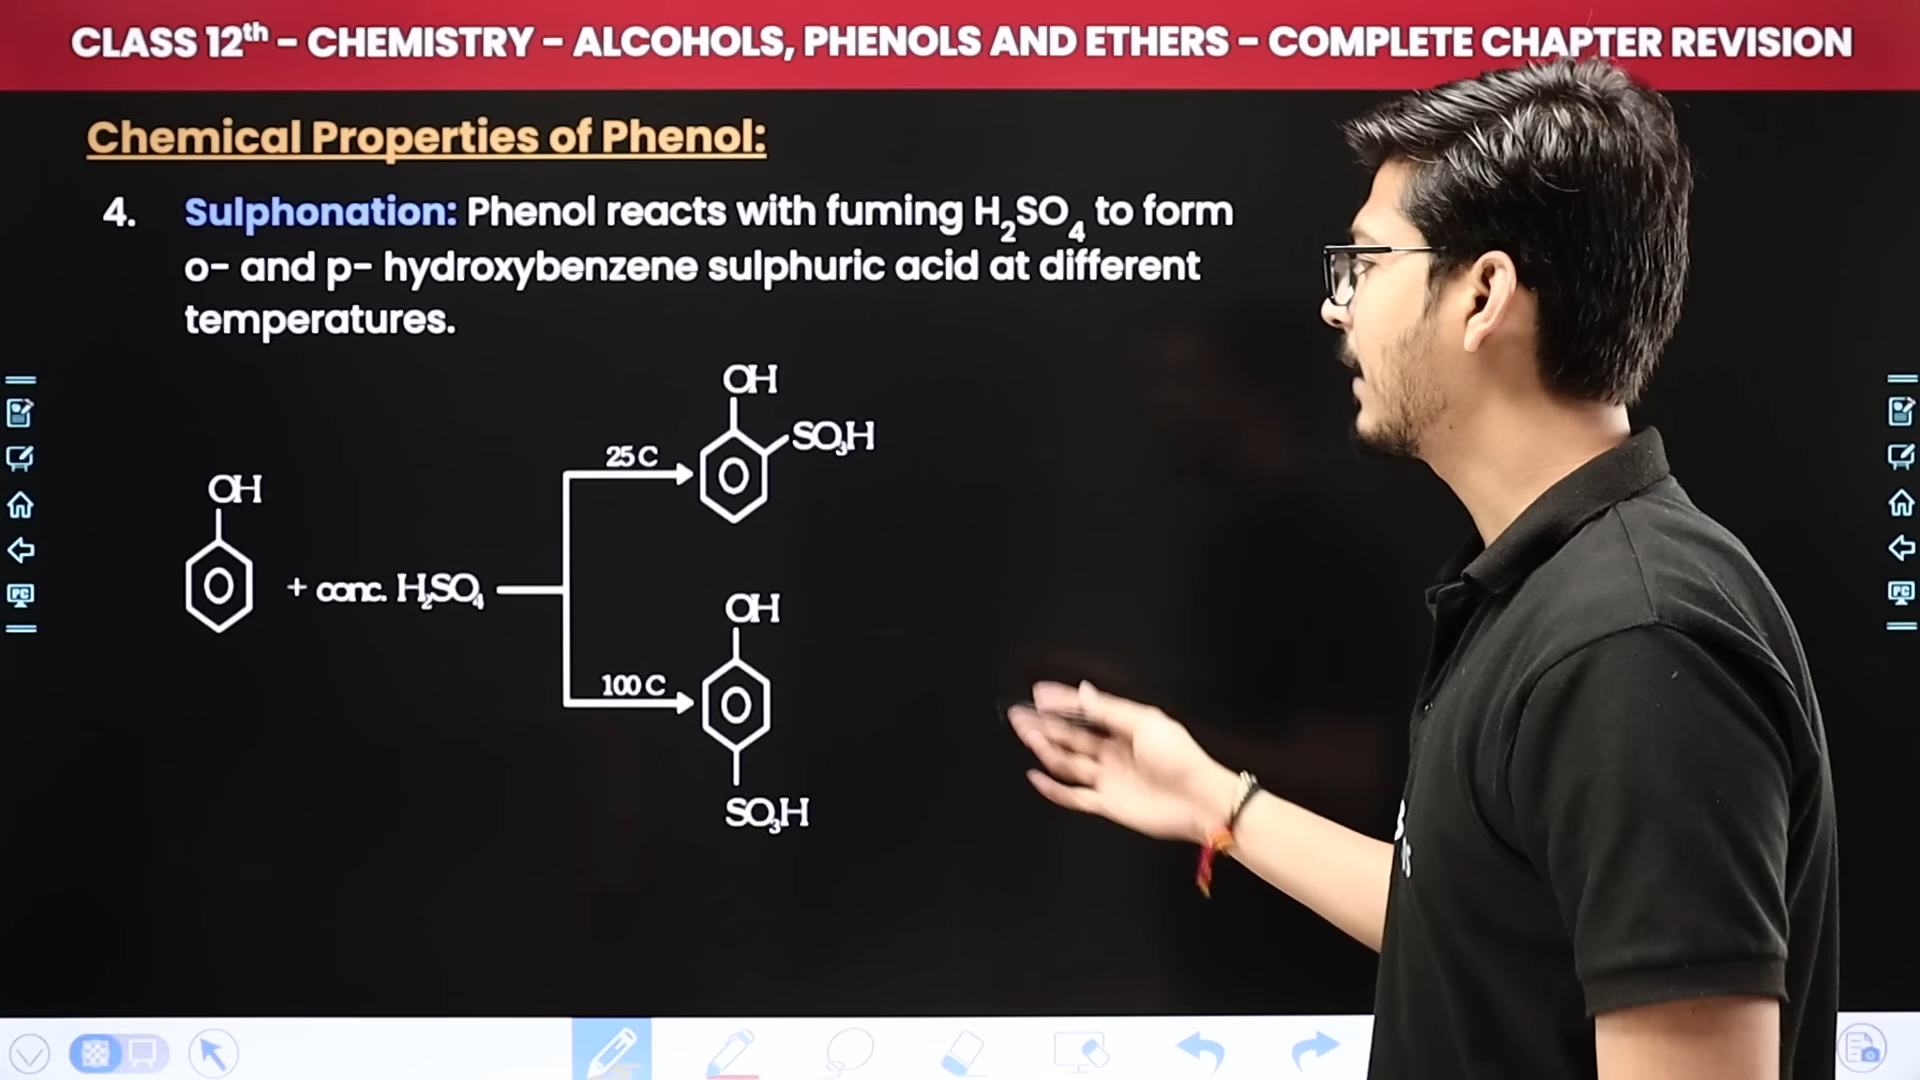 CLASS 12th – CHEMISTRY – ALCOHOLS, PHENOLS AND ETHERS – COMPLETE CHAPTER REVISION
Chemical Properties of Phenol:
4. Sulphonation: Phenol reacts with fuming H₂SO₄ to form
o- and p- hydroxybenzene sulphuric acid at different
temperatures.
OH
SO₃H
25 C
OH
+ conc. H₂SO₄
OH
100 C
SO₃H
PC
PC